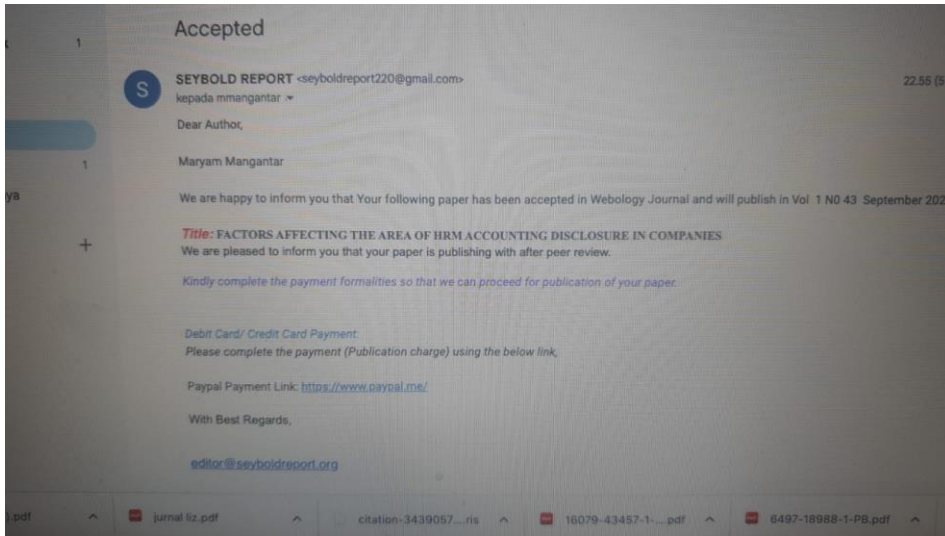 Accepted
1
S
SEYBOLD REPORT <seyboldreport220@gmail.com>
22.55
kepada mmangantar
Dear Author,
1
Maryam Mangantar
ya
We are happy to inform you that Your following paper has been accepted in Webology Journal and will publish in Vol 1 N0 43 September 202
Title: FACTORS AFFECTING THE AREA OF HRM ACCOUNTING DISCLOSURE IN COMPANIES
+
We are pleased to inform you that your paper is publishing with after peer review.
Kindly complete the payment formalities so that we can proceed for publication of your paper.
Debit Card/ Credit Card Payment:
Please complete the payment (Publication charge) using the below link,
Paypal Payment Link: https://www.paypal.me/
With Best Regards,
editor@seyboldreport.org
).pdf
jurnal liz.pdf
citation-3439057....ris
16079-43457-1-....pdf
6497-18988-1-PB.pdf